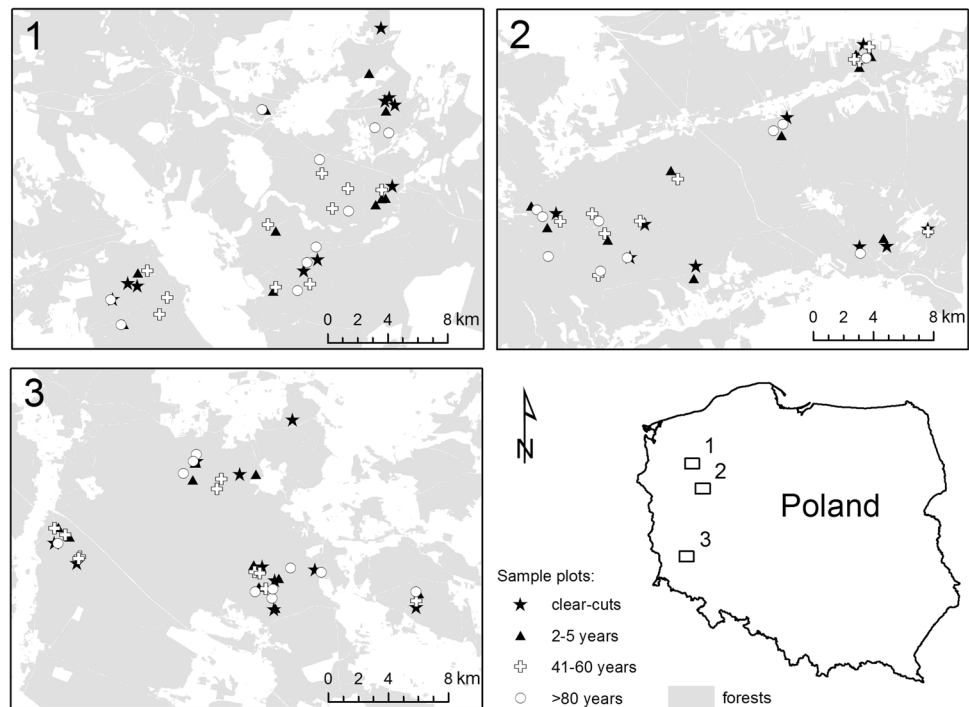 1
0 2 4 8 km
2
0 2 4 8 km
3
0 2 4 8 km
N
1
2
3
Poland
Sample plots:
clear-cuts
2-5 years
41-60 years
>80 years
forests